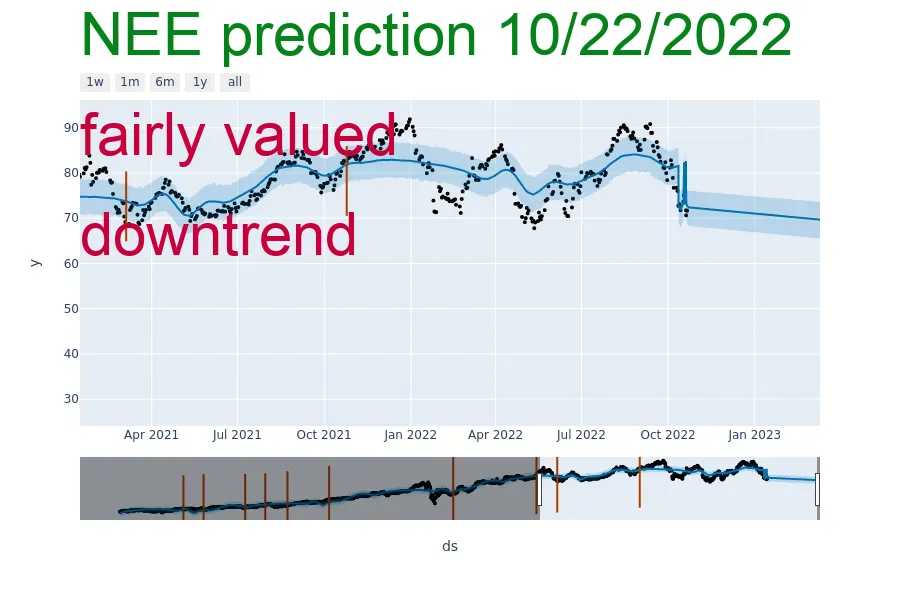 NEE prediction 10/22/2022
1w 1m 6m 1y all
fairly valued
downtrend
90
80
70
60
50
40
30
y
Apr 2021 Jul 2021 Oct 2021 Jan 2022 Apr 2022 Jul 2022 Oct 2022 Jan 2023
ds